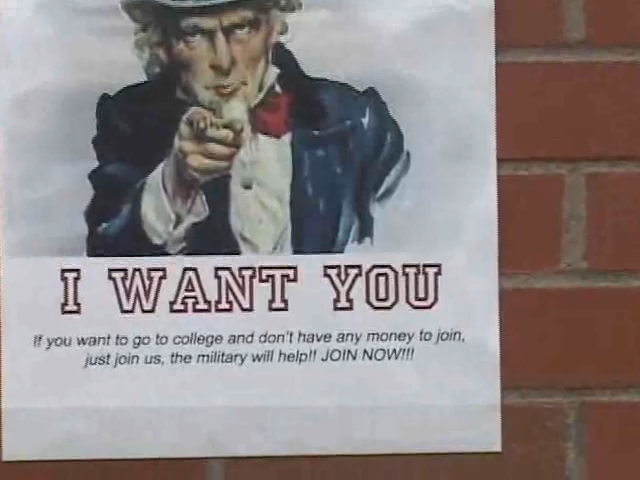 I WANT YOU
If you want to go to college and don't have any money to join,
just join us, the military will help!! JOIN NOW!!!